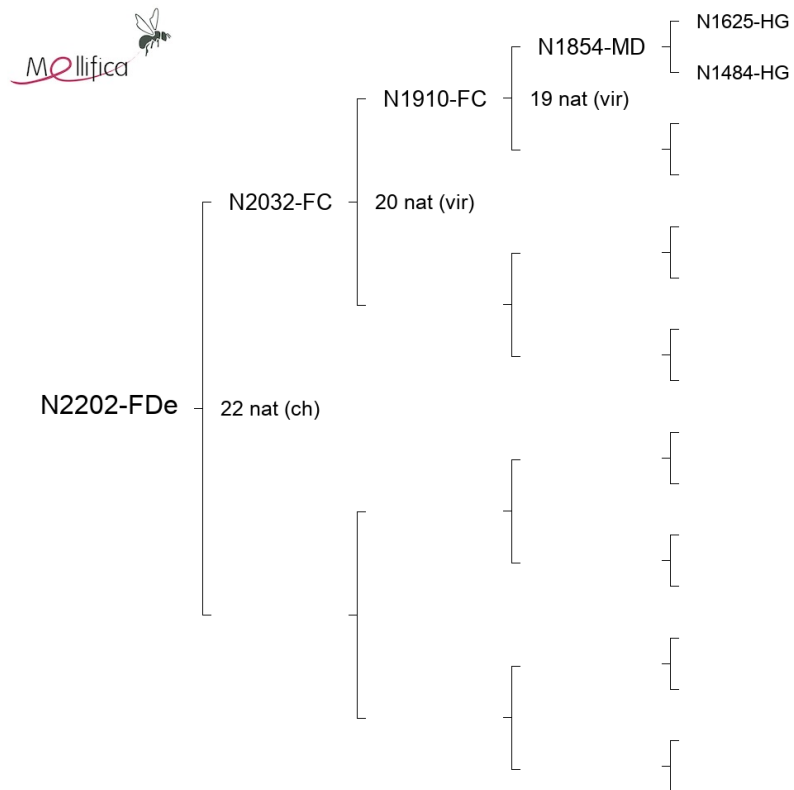 Mellifica
N1625-HG
N1854-MD
N1484-HG
N1910-FC
19 nat (vir)
N2032-FC
20 nat (vir)
N2202-FDe
22 nat (ch)